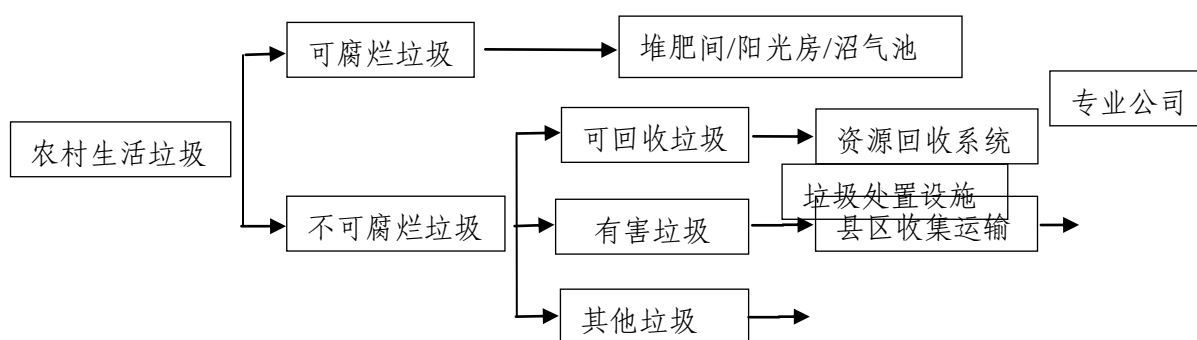 可腐烂垃圾
堆肥间/阳光房/沼气池
专业公司
农村生活垃圾
可回收垃圾
资源回收系统
垃圾处置设施
不可腐烂垃圾
有害垃圾
县区收集运输
其他垃圾